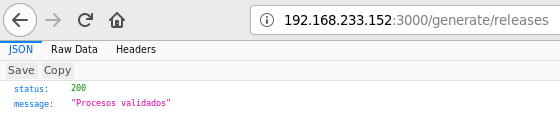 192.168.233.152:3000/generate/releases
JSON Raw Data Headers
Save Copy
status: 200
message: "Procesos validados"